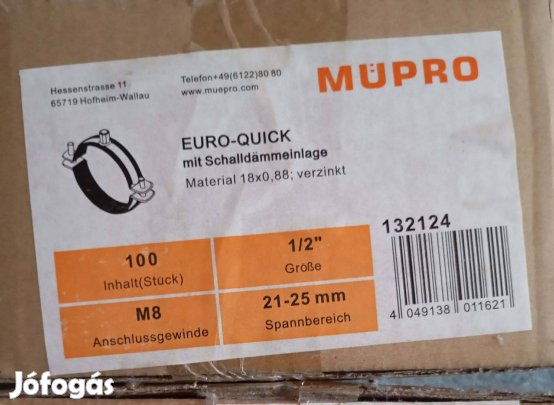 Hessenstrasse 11
65719 Hofheim-Wallau
Telefon+49(6122)80 80
www.muepro.com
MÜPRO
EURO-QUICK
mit Schalldämmeinlage
Material 18x0,88; verzinkt
100
Inhalt(Stück)
1/2"
Größe
M8
Anschlussgewinde
21-25 mm
Spannbereich
132124
4 049138 011621
Jófogás